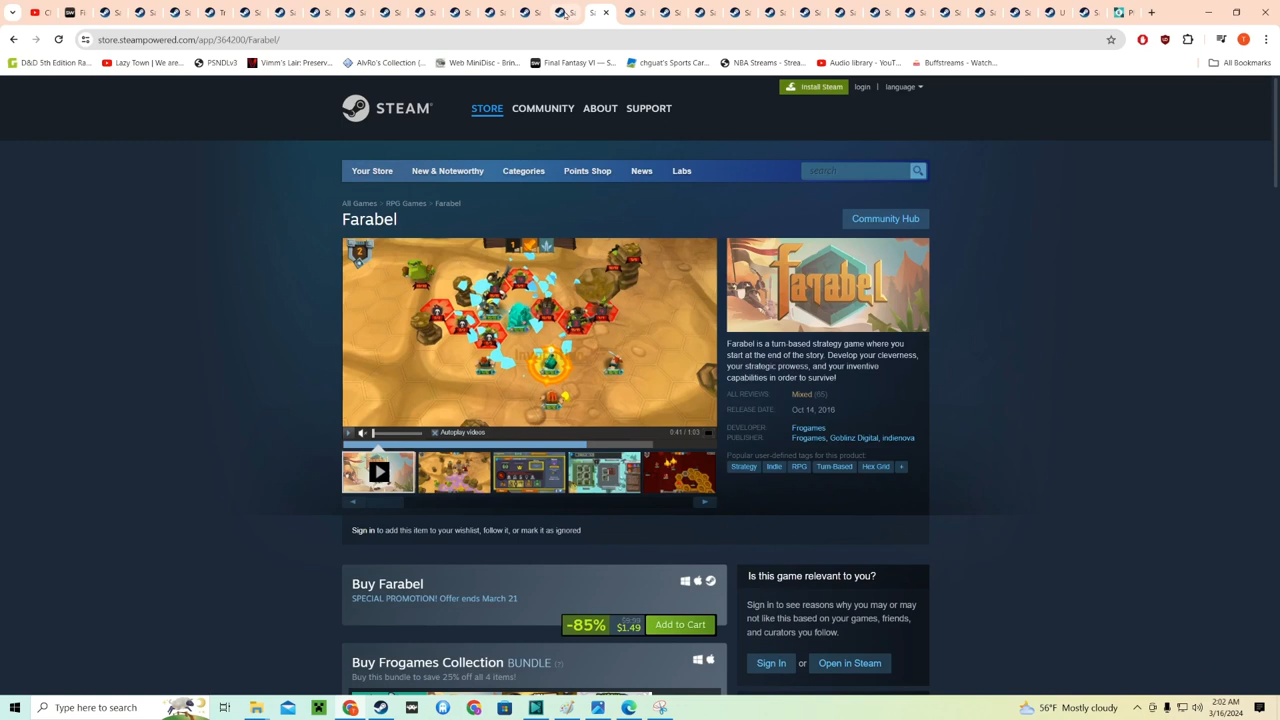 store.steampowered.com/app/364200/Farabel/
D&D 5th Edition Ra...
Lazy Town | We are...
PSNDLv3
Vimm's Lair: Preserv...
AlvRo's Collection (...
Web MiniDisc - Brin...
Final Fantasy VI — S...
chguat's Sports Car...
NBA Streams - Strea...
Audio library - YouT...
Buffstreams - Watch...
All Bookmarks
Install Steam
login | language
STEAM
STORE COMMUNITY ABOUT SUPPORT
Your Store New & Noteworthy Categories Points Shop News Labs
search
All Games > RPG Games > Farabel
Farabel
Community Hub
2
1
Farabel
Farabel is a turn-based strategy game where you
start at the end of the story. Develop your cleverness,
your strategic prowess, and your inventive
capabilities in order to survive!
ALL REVIEWS: Mixed (65)
RELEASE DATE: Oct 14, 2016
DEVELOPER: Frogames
PUBLISHER: Frogames, Goblinz Digital, indienova
Popular user-defined tags for this product:
Strategy Indie RPG Turn-Based Hex Grid +
Autoplay videos
0:41 / 1:03
Sign in to add this item to your wishlist, follow it, or mark it as ignored
Buy Farabel
SPECIAL PROMOTION! Offer ends March 21
-85% $9.99 $1.49 Add to Cart
Is this game relevant to you?
Sign in to see reasons why you may or may
not like this based on your games, friends,
and curators you follow.
Sign In or Open in Steam
Buy Frogames Collection BUNDLE (?)
Buy this bundle to save 25% off all 4 items!
Type here to search
56°F Mostly cloudy
2:02 AM
3/16/2024